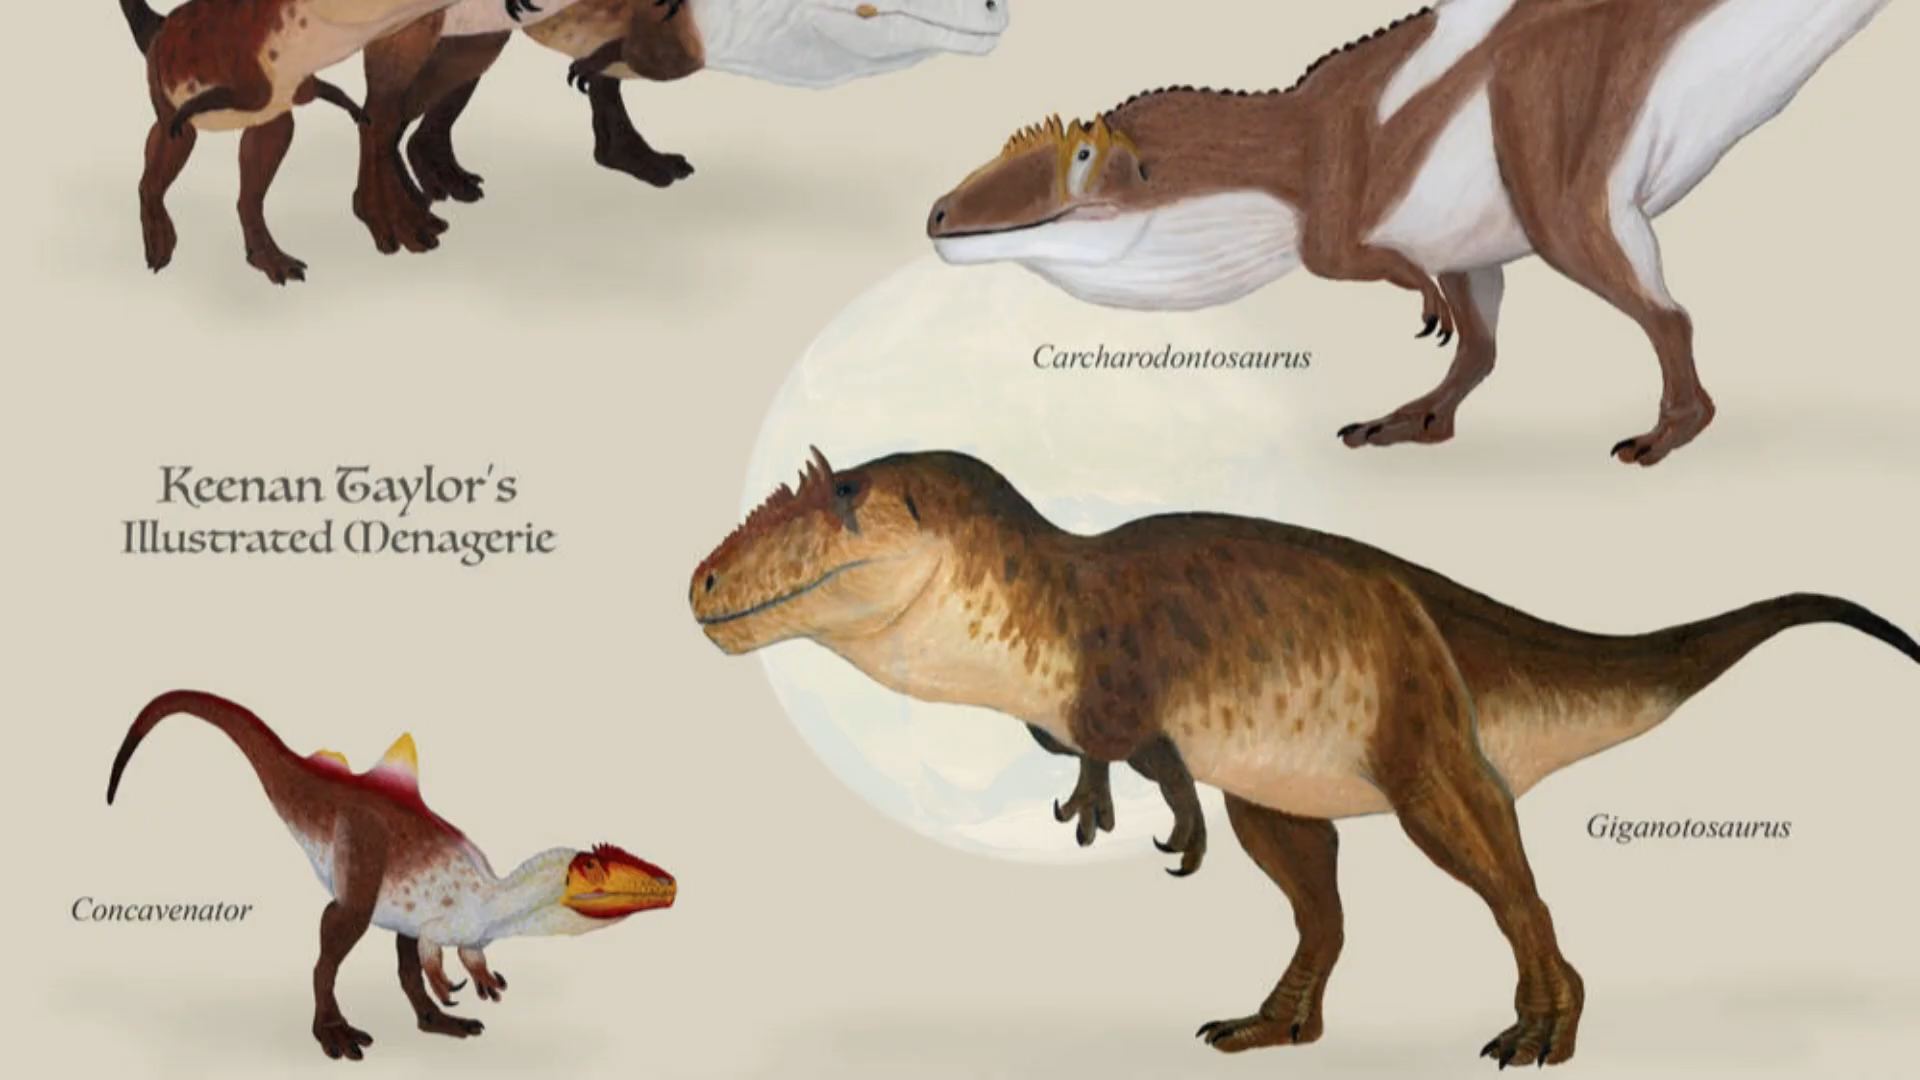 Carcharodontosaurus
Keenan Taylor's
Illustrated Menagerie
Giganotosaurus
Concavenator